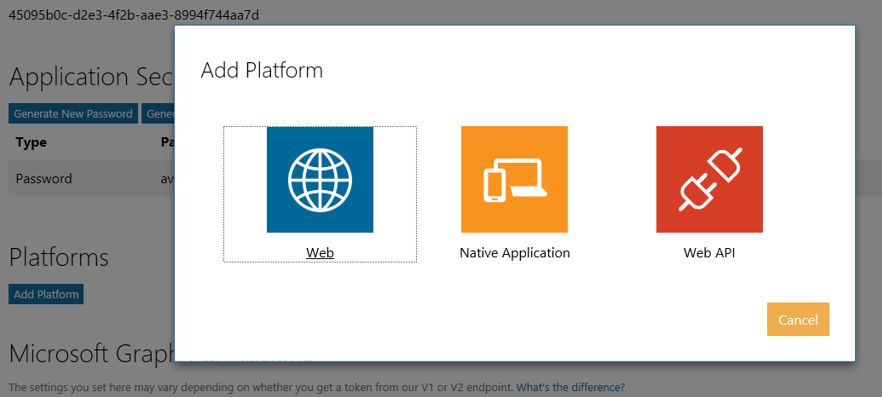 45095b0c-d2e3-4f2b-aae3-8994f744aa7d
Application Sec
Generate New Password Gene
Type Pa
Password av
Platforms
Add Platform
Microsoft Graph
The settings you set here may vary depending on whether you get a token from our V1 or V2 endpoint. What's the difference?
Add Platform
Web
Native Application
Web API
Cancel